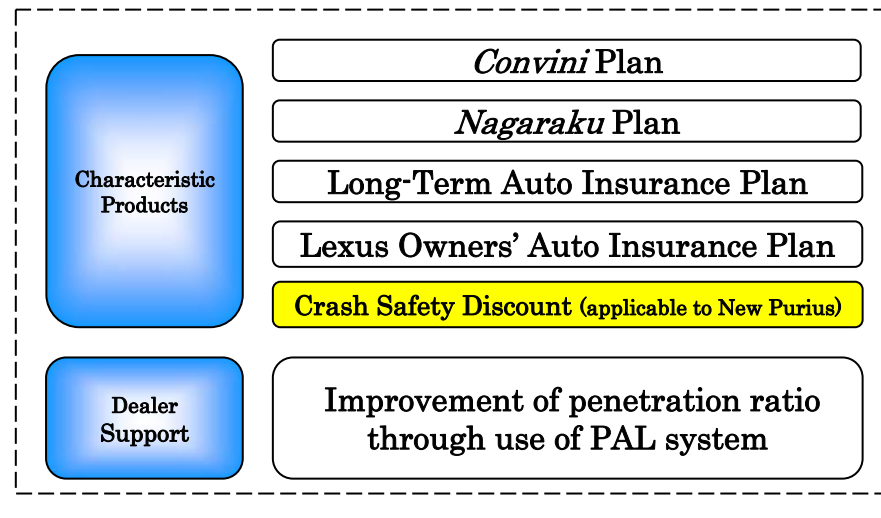 Characteristic
Products
Convini Plan
Nagaraku Plan
Long-Term Auto Insurance Plan
Lexus Owners’ Auto Insurance Plan
Crash Safety Discount (applicable to New Purius)
Dealer
Support
Improvement of penetration ratio
through use of PAL system